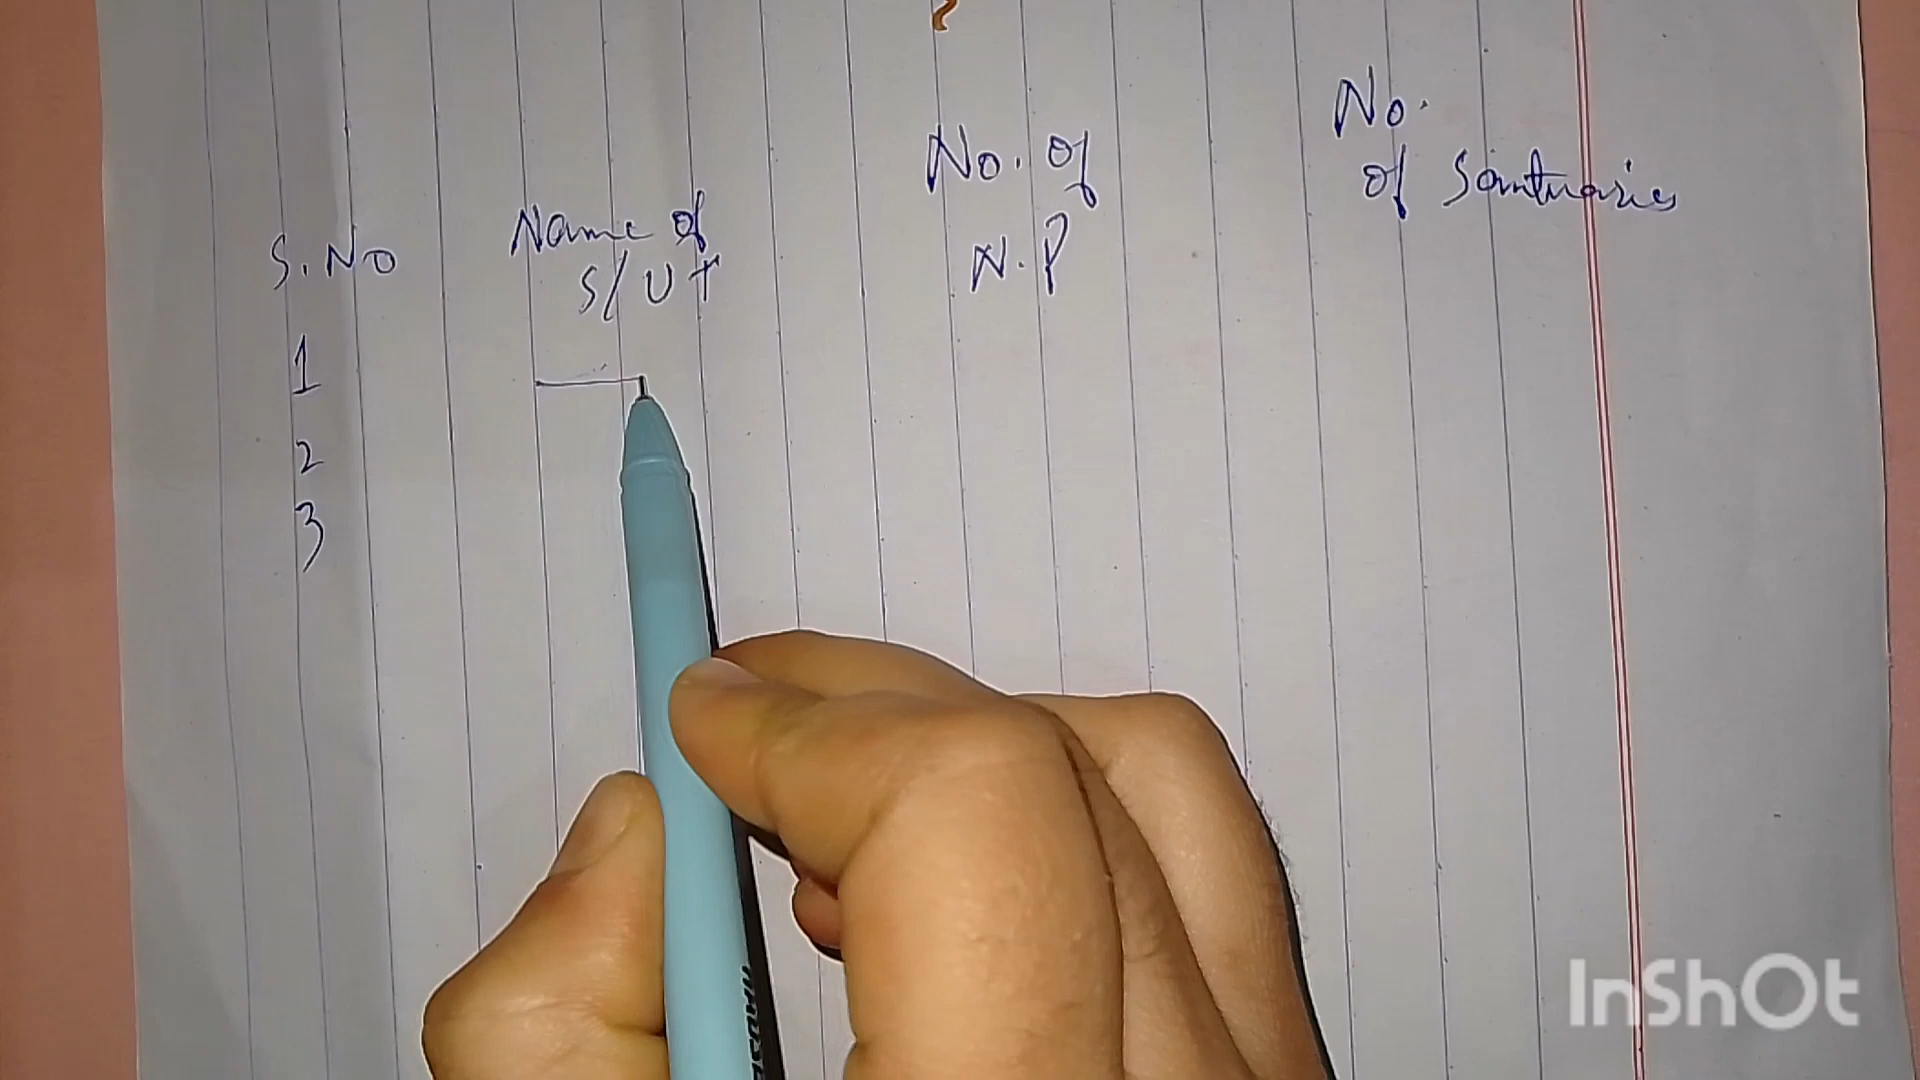 S. No
Name of
S/UT
No. of
N.P
No.
of Santuaries
1
2
3
InShOt